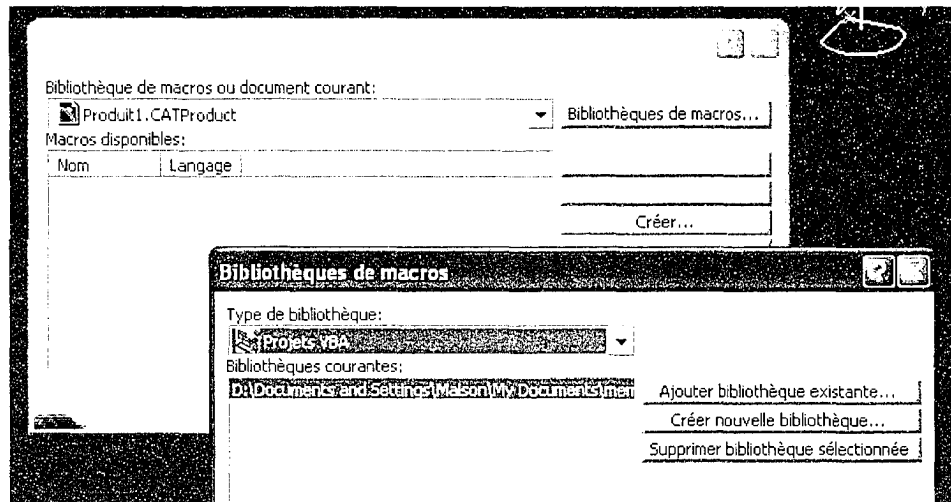 Bibliothèque de macros ou document courant:
Produit1.CATProduct
Bibliothèques de macros...
Macros disponibles:
Nom Langage
Créer...
Bibliothèques de macros
Type de bibliothèque:
Projets VBA
Bibliothèques courantes:
D:\Documents and Settings\Maison\My Documents\mem
Ajouter bibliothèque existante...
Créer nouvelle bibliothèque...
Supprimer bibliothèque sélectionnée